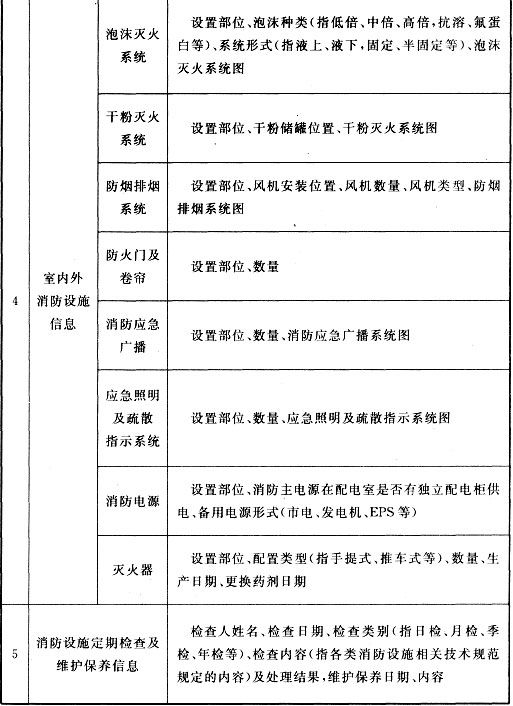 泡沫灭火
系统
设置部位、泡沫种类(指低倍、中倍、高倍,抗溶、氟蛋
白等)、系统形式(指液上、液下,固定、半固定等)、泡沫
灭火系统图
干粉灭火
系统
设置部位、干粉储罐位置、干粉灭火系统图
防烟排烟
系统
设置部位、风机安装位置、风机数量、风机类型、防烟
排烟系统图
4
室内外
消防设施
信息
防火门及
卷帘
设置部位、数量
消防应急
广播
设置部位、数量、消防应急广播系统图
应急照明
及疏散
指示系统
设置部位、数量、应急照明及疏散指示系统图
消防电源
设置部位、消防主电源在配电室是否有独立配电柜供
电、备用电源形式(市电、发电机、EPS 等)
灭火器
设置部位、配置类型(指手提式、推车式等)、数量、生
产日期、更换药剂日期
5
消防设施定期检查及
维护保养信息
检查人姓名、检查日期、检查类别(指日检、月检、季
检、年检等)、检查内容(指各类消防设施相关技术规范
规定的内容)及处理结果,维护保养日期、内容